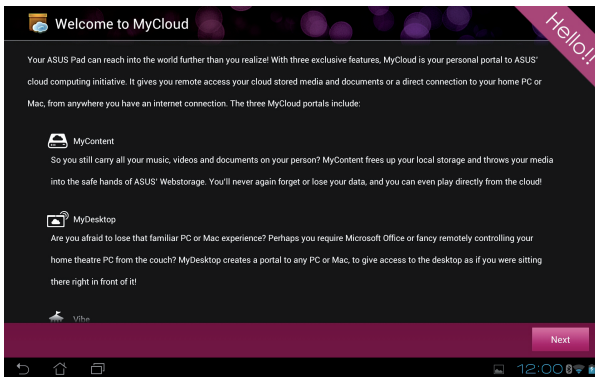 Welcome to MyCloud
Hello!!
Your ASUS Pad can reach into the world further than you realize! With three exclusive features, MyCloud is your personal portal to ASUS'
cloud computing initiative. It gives you remote access your cloud stored media and documents or a direct connection to your home PC or
Mac, from anywhere you have an internet connection. The three MyCloud portals include:
MyContent
So you still carry all your music, videos and documents on your person? MyContent frees up your local storage and throws your media
into the safe hands of ASUS' Webstorage. You'll never again forget or lose your data, and you can even play directly from the cloud!
MyDesktop
Are you afraid to lose that familiar PC or Mac experience? Perhaps you require Microsoft Office or fancy remotely controlling your
home theatre PC from the couch? MyDesktop creates a portal to any PC or Mac, to give access to the desktop as if you were sitting
there right in front of it!
Vibe
Next
12:00